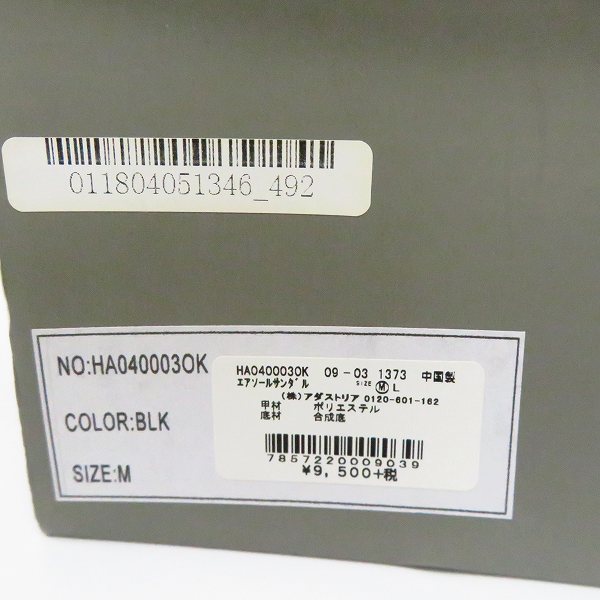 011804051346_492
NO:HA040003OK
COLOR:BLK
SIZE:M
HA040003OK 09-03 1373 中国製
エアソールサンダル SIZE Ⓜ L
(株)アダストリア 0120-601-162
甲材 ポリエステル
底材 合成底
7857220009039
¥9,500+税